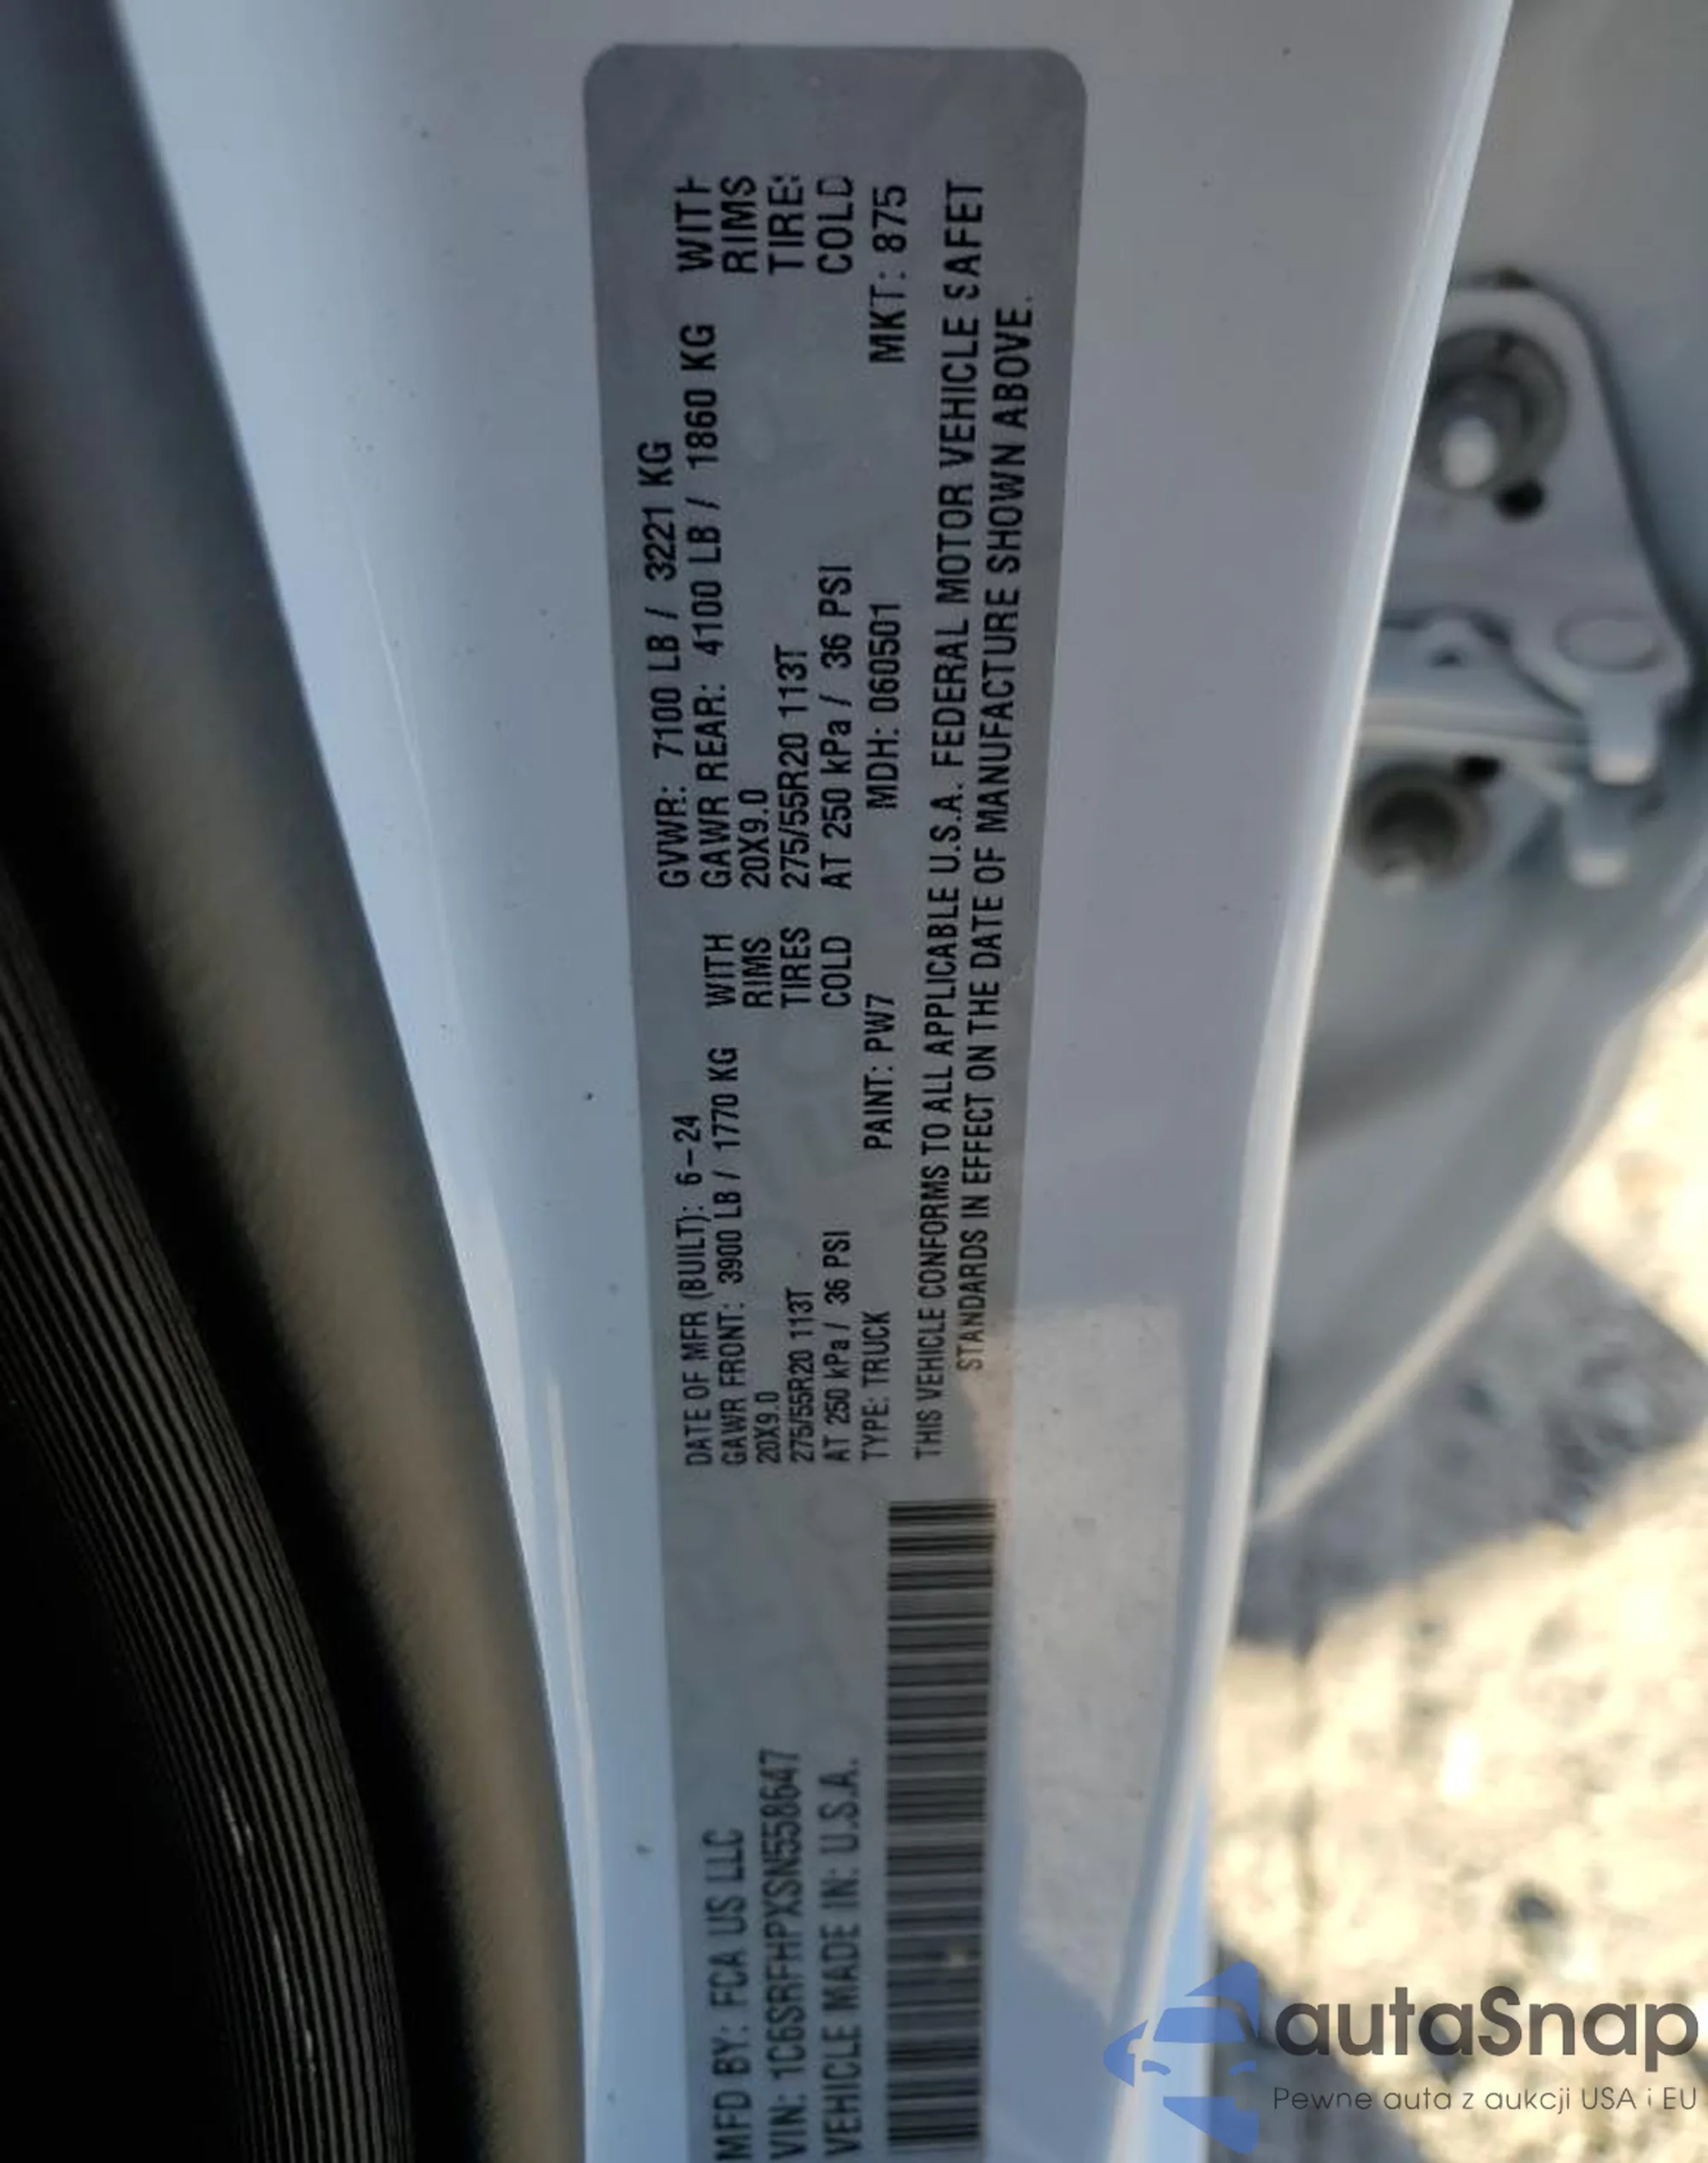 MFD BY: FCA US LLC
VIN: 1C6SRFHPXSN558647
VEHICLE MADE IN: U.S.A.
DATE OF MFR (BUILT): 6-24 GVWR: 7100 LB / 3221 KG
GAWR FRONT: 3900 LB / 1770 KG WITH GAWR REAR: 4100 LB / 1860 KG WITH
20X9.0 RIMS 20X9.0 RIMS
275/55R20 113T TIRES 275/55R20 113T TIRES
AT 250 kPa / 36 PSI COLD AT 250 kPa / 36 PSI COLD
TYPE: TRUCK PAINT: PW7 MDH: 060501 MKT: 875
THIS VEHICLE CONFORMS TO ALL APPLICABLE U.S.A. FEDERAL MOTOR VEHICLE SAFET
STANDARDS IN EFFECT ON THE DATE OF MANUFACTURE SHOWN ABOVE.
autaSnap
Pewne auta z aukcji USA i EU